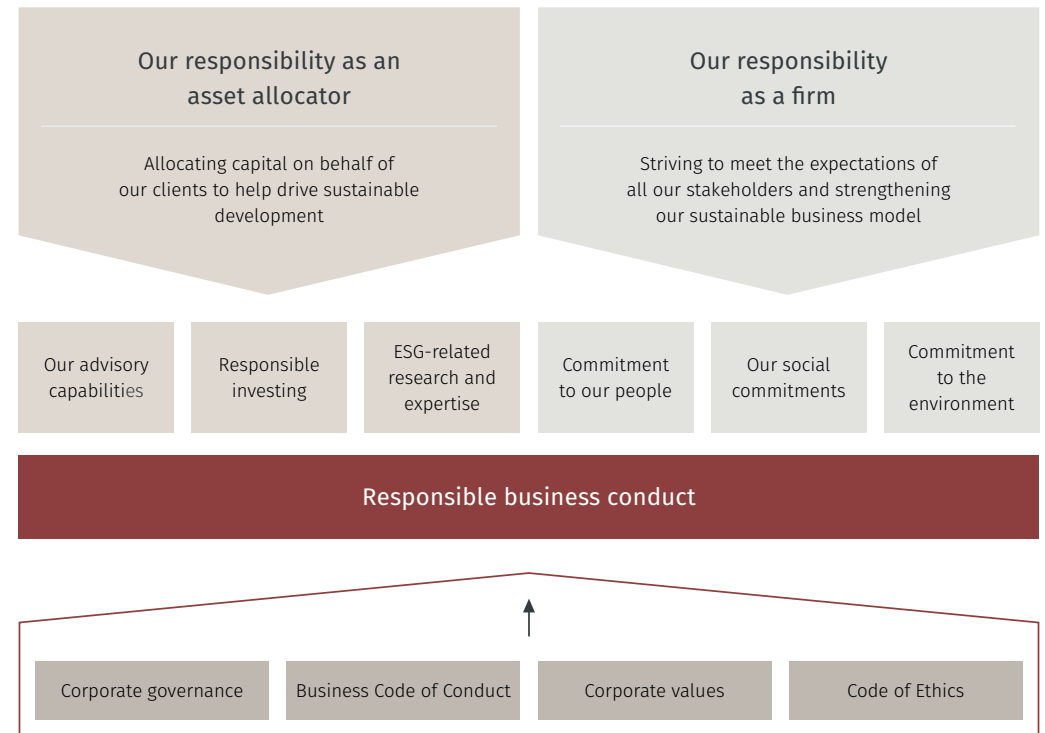 Our responsibility as an
asset allocator
Allocating capital on behalf of
our clients to help drive sustainable
development
Our responsibility
as a firm
Striving to meet the expectations of
all our stakeholders and strengthening
our sustainable business model
Our advisory
capabilities
Responsible
investing
ESG-related
research and
expertise
Commitment
to our people
Our social
commitments
Commitment
to the
environment
Responsible business conduct
Corporate governance
Business Code of Conduct
Corporate values
Code of Ethics